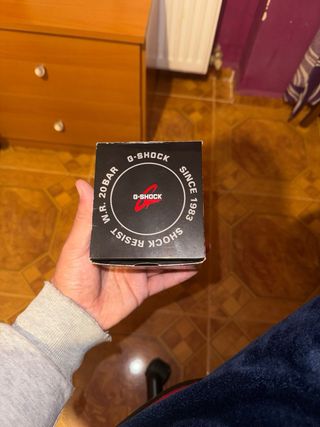 G-SHOCK
SINCE 1983
SHOCK RESIST
W.R. 20BAR
G-SHOCK